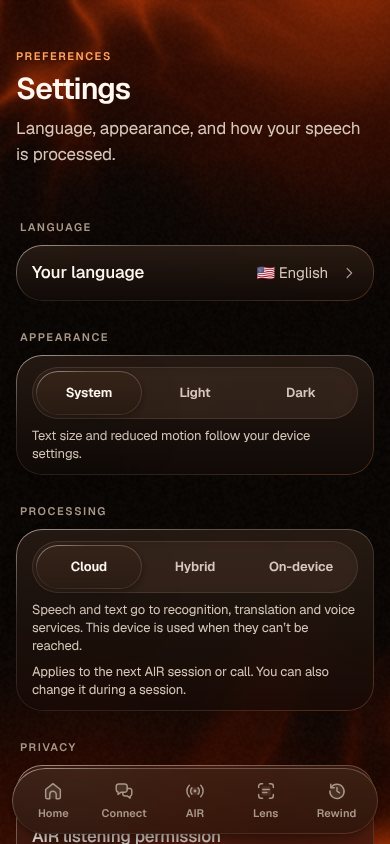 PREFERENCES
Settings
Language, appearance, and how your speech
is processed.
LANGUAGE
Your language
English
APPEARANCE
System
Light
Dark
Text size and reduced motion follow your device
settings.
PROCESSING
Cloud
Hybrid
On-device
Speech and text go to recognition, translation and voice
services. This device is used when they can't be
reached.
Applies to the next AIR session or call. You can also
change it during a session.
PRIVACY
Home
Connect
AIR
Lens
Rewind
AIR listening permission